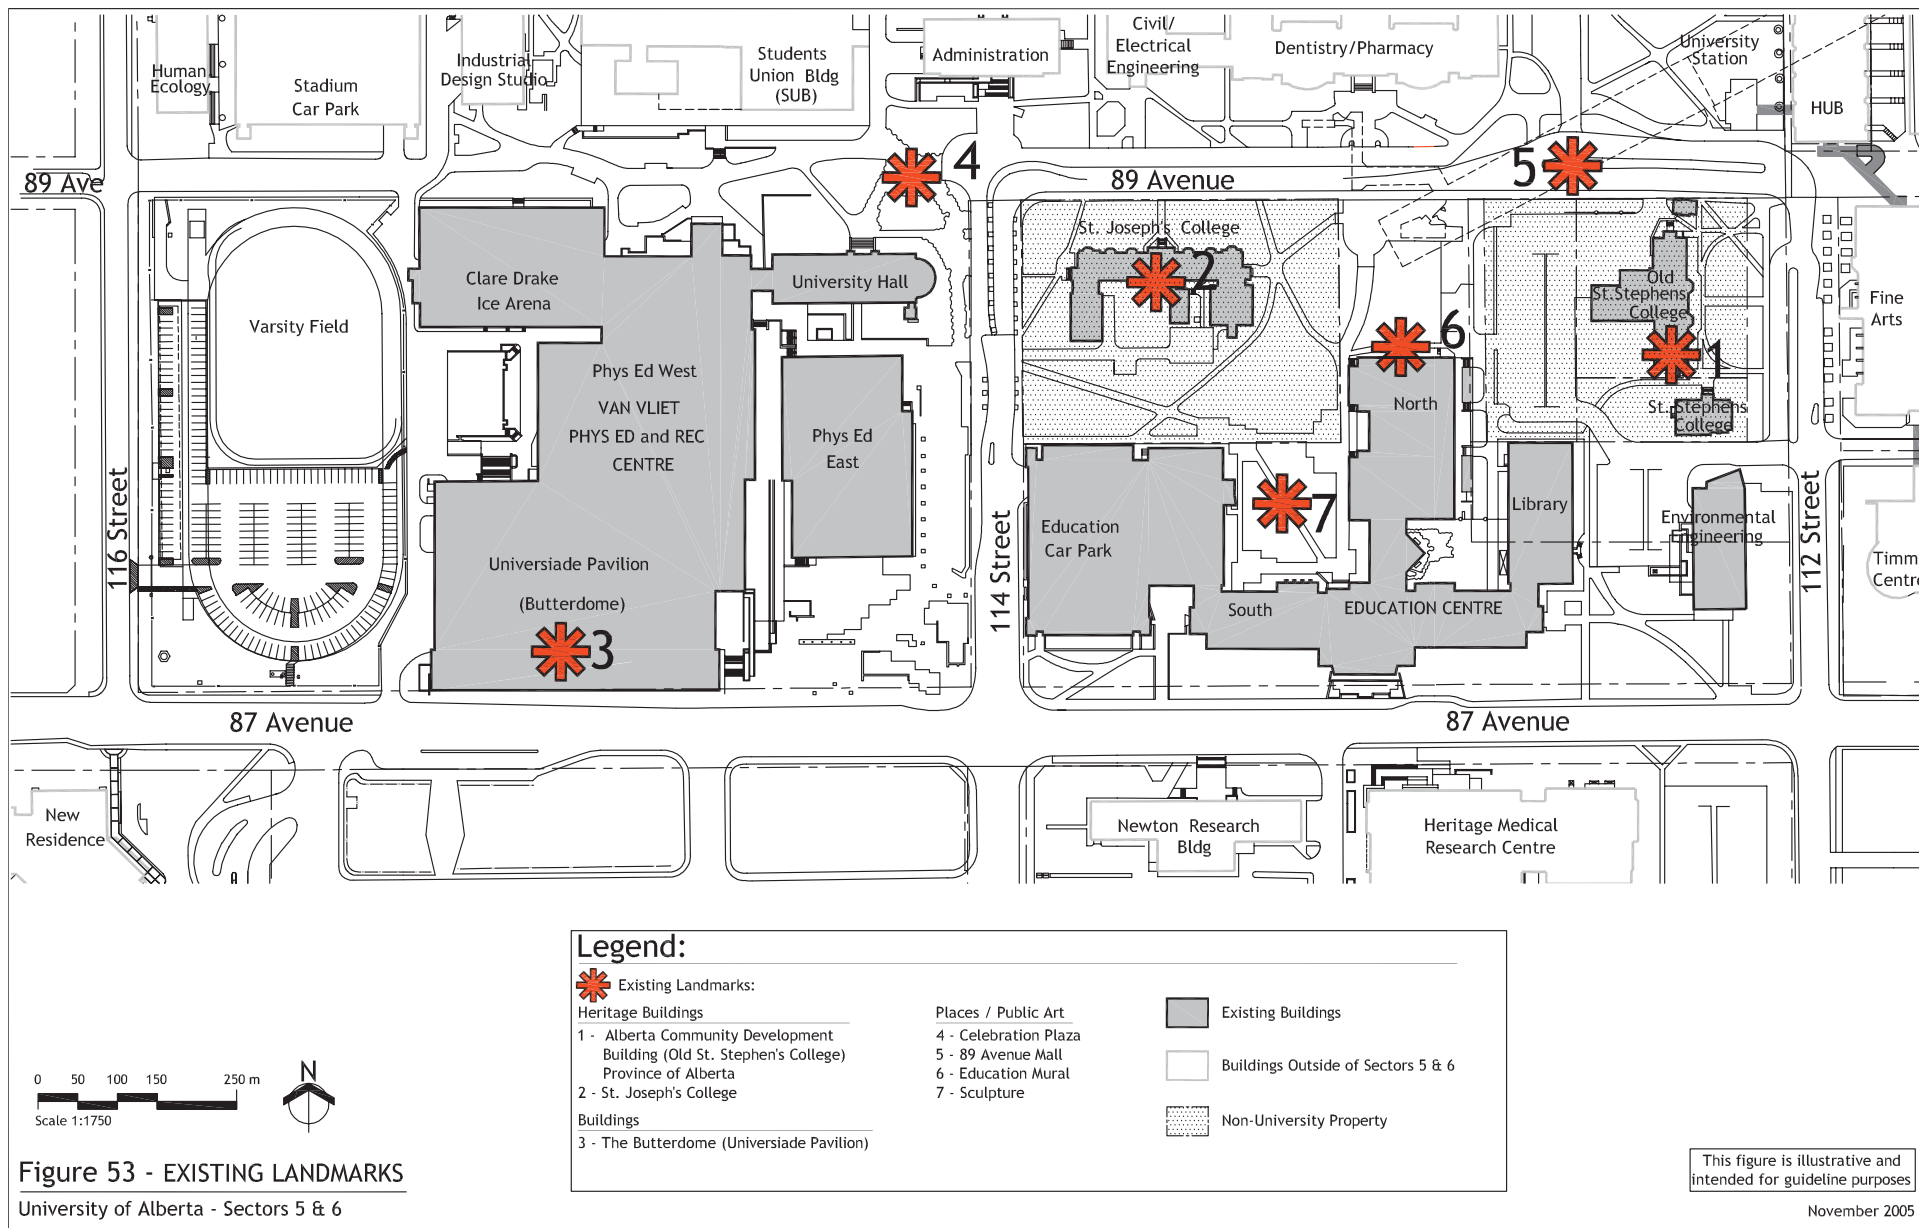 Human
Ecology
Stadium
Car Park
Industrial
Design Studio
Students
Union Bldg
(SUB)
Administration
Civil/
Electrical
Engineering
Dentistry/Pharmacy
University
Station
HUB
89 Ave
4
89 Avenue
5
Varsity Field
Clare Drake
Ice Arena
University Hall
St. Joseph's College
2
Old
St.Stephens
College
1
Fine
Arts
6
Phys Ed West
VAN VLIET
PHYS ED and REC
CENTRE
Phys Ed
East
North
St. Stephens
College
116 Street
114 Street
112 Street
Education
Car Park
7
Library
Environmental
Engineering
Timm
Centre
Universiade Pavilion
(Butterdome)
3
South
EDUCATION CENTRE
87 Avenue
87 Avenue
New
Residence
Newton Research
Bldg
Heritage Medical
Research Centre
Legend:
Existing Landmarks:
Heritage Buildings
1 - Alberta Community Development
Building (Old St. Stephen's College)
Province of Alberta
2 - St. Joseph's College
Buildings
3 - The Butterdome (Universiade Pavilion)
Places / Public Art
4 - Celebration Plaza
5 - 89 Avenue Mall
6 - Education Mural
7 - Sculpture
Existing Buildings
Buildings Outside of Sectors 5 & 6
Non-University Property
0 50 100 150 250 m
Scale 1:1750
N
Figure 53 - EXISTING LANDMARKS
University of Alberta - Sectors 5 & 6
This figure is illustrative and
intended for guideline purposes
November 2005